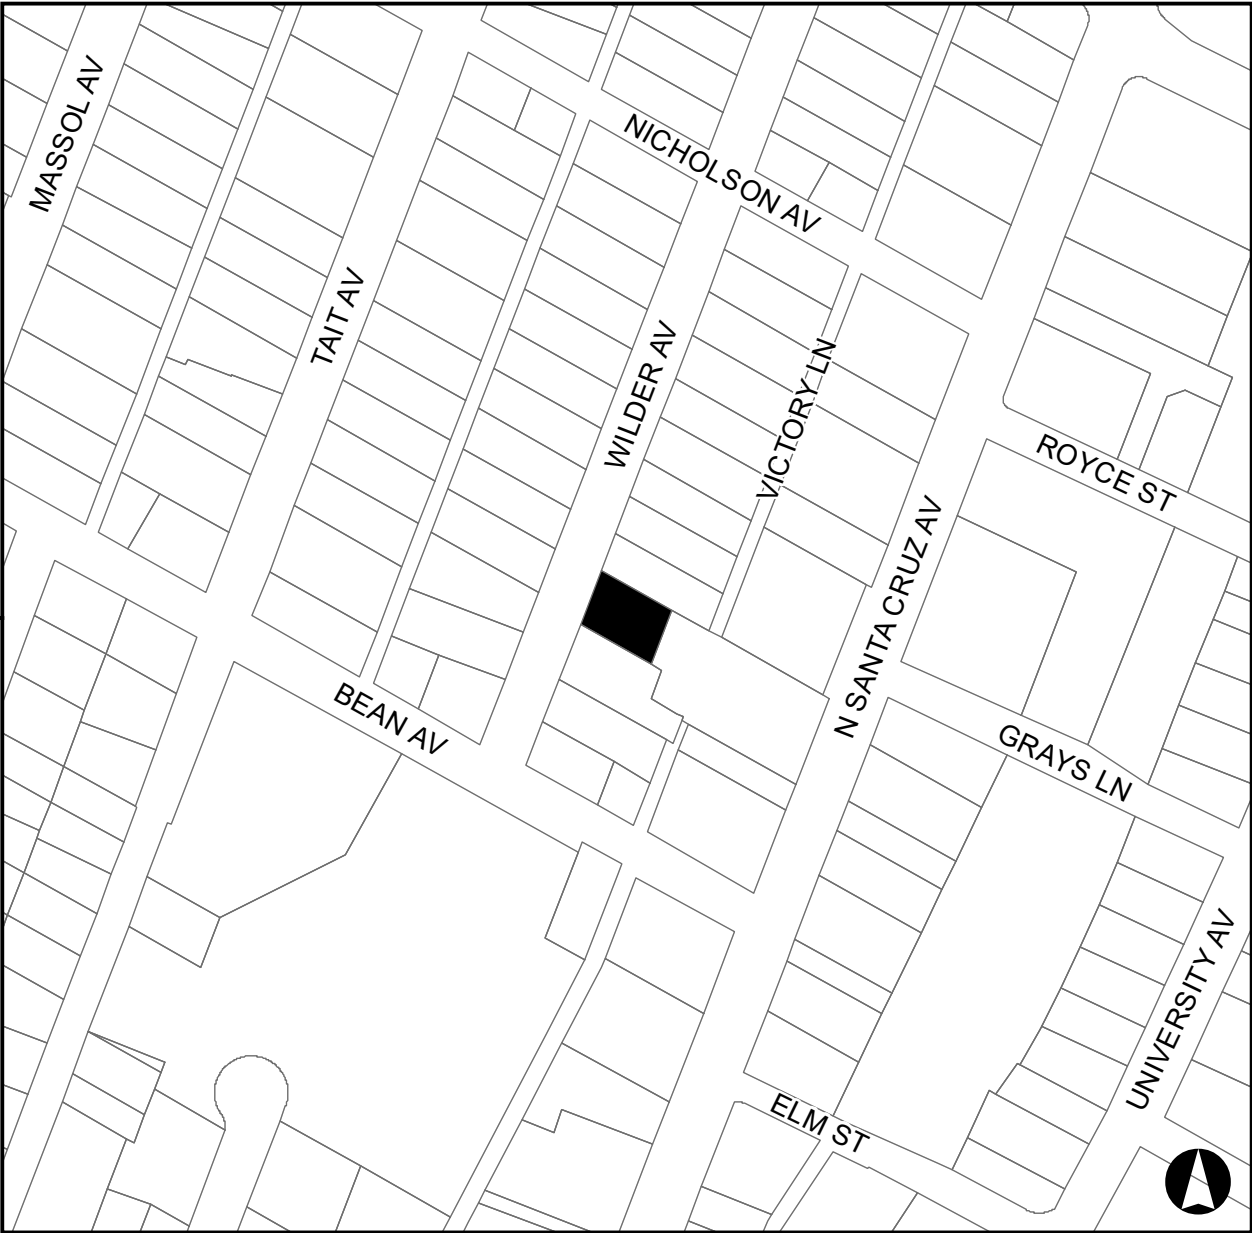 MASSOL AV
NICHOLSON AV
TAIT AV
WILDER AV
VICTORY LN
ROYCE ST
N SANTA CRUZ AV
BEAN AV
GRAYS LN
UNIVERSITY AV
ELM ST